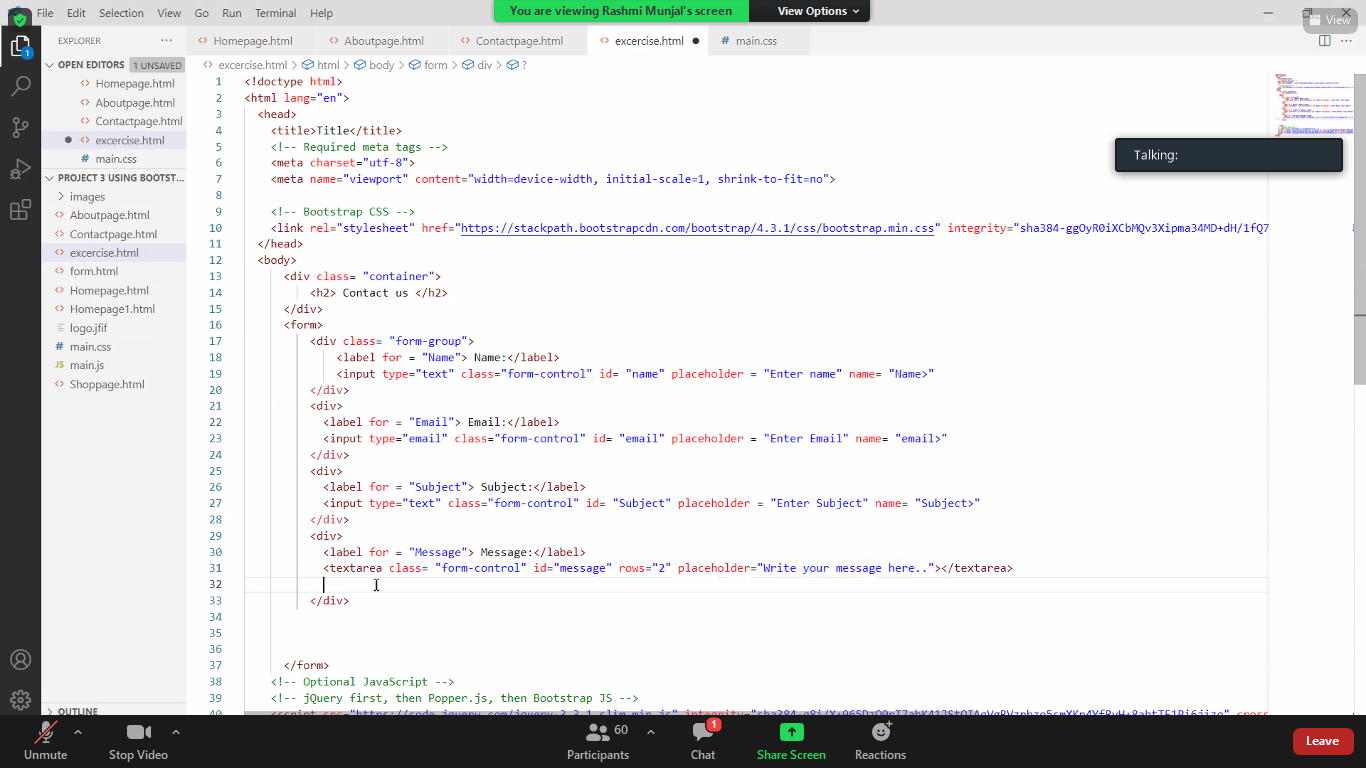 File Edit Selection View Go Run Terminal Help
You are viewing Rashmi Munjal's screen
View Options
View
EXPLORER
Homepage.html
Aboutpage.html
Contactpage.html
excercise.html
main.css
OPEN EDITORS 1 UNSAVED
Homepage.html
Aboutpage.html
Contactpage.html
excercise.html
main.css
PROJECT 3 USING BOOTST...
images
Aboutpage.html
Contactpage.html
excercise.html
form.html
Homepage.html
Homepage1.html
logo.jfif
main.css
main.js
Shoppage.html
OUTLINE
1
excercise.html > html > body > form > div > ?
Talking:
1 <!doctype html>
2 <html lang="en">
3 <head>
4 <title>Title</title>
5 <!-- Required meta tags -->
6 <meta charset="utf-8">
7 <meta name="viewport" content="width=device-width, initial-scale=1, shrink-to-fit=no">
8
9 <!-- Bootstrap CSS -->
10 <link rel="stylesheet" href="https://stackpath.bootstrapcdn.com/bootstrap/4.3.1/css/bootstrap.min.css" integrity="sha384-ggOyR0iXCbMQv3Xipma34MD+dH/1fQ7
11 </head>
12 <body>
13 <div class= "container">
14 <h2> Contact us </h2>
15 </div>
16 <form>
17 <div class= "form-group">
18 <label for = "Name"> Name:</label>
19 <input type="text" class="form-control" id= "name" placeholder = "Enter name" name= "Name>"
20 </div>
21 <div>
22 <label for = "Email"> Email:</label>
23 <input type="email" class="form-control" id= "email" placeholder = "Enter Email" name= "email>"
24 </div>
25 <div>
26 <label for = "Subject"> Subject:</label>
27 <input type="text" class="form-control" id= "Subject" placeholder = "Enter Subject" name= "Subject>"
28 </div>
29 <div>
30 <label for = "Message"> Message:</label>
31 <textarea class= "form-control" id="message" rows="2" placeholder="Write your message here.."></textarea>
32
33 </div>
34
35
36
37 </form>
38 <!-- Optional JavaScript -->
39 <!-- jQuery first, then Popper.js, then Bootstrap JS -->
Unmute
Stop Video
Participants
60
Chat
1
Share Screen
Reactions
Leave